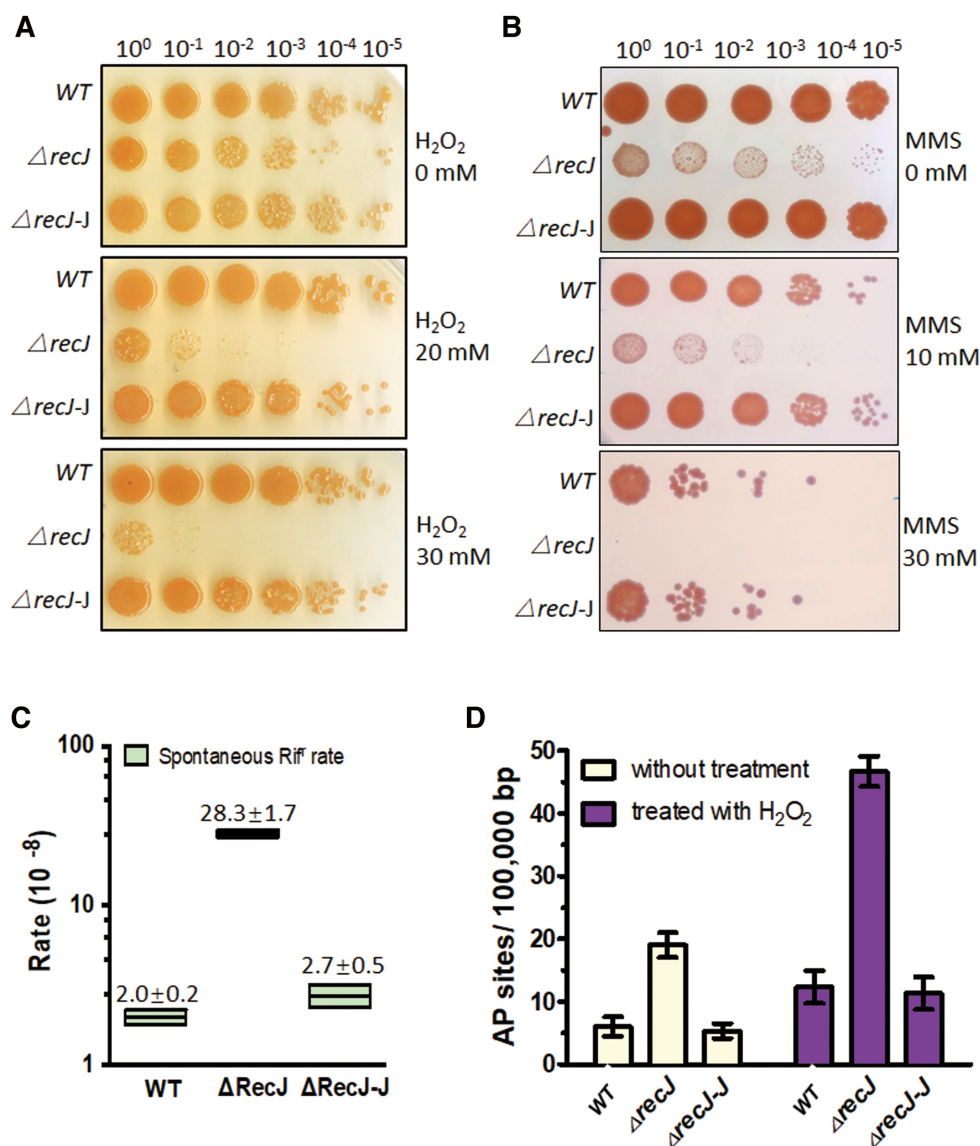 A
10⁰ 10⁻¹ 10⁻² 10⁻³ 10⁻⁴ 10⁻⁵
WT
△recJ
△recJ-J
H₂O₂
0 mM
WT
△recJ
△recJ-J
H₂O₂
20 mM
WT
△recJ
△recJ-J
H₂O₂
30 mM
B
10⁰ 10⁻¹ 10⁻² 10⁻³ 10⁻⁴ 10⁻⁵
WT
△recJ
△recJ-J
MMS
0 mM
WT
△recJ
△recJ-J
MMS
10 mM
WT
△recJ
△recJ-J
MMS
30 mM
C
Spontaneous Rifʳ rate
Rate (10 ⁻⁸)
100
10
1
2.0±0.2
28.3±1.7
2.7±0.5
WT ΔRecJ ΔRecJ-J
D
without treatment
treated with H₂O₂
AP sites/ 100,000 bp
50
40
30
20
10
0
WT △recJ △recJ-J WT △recJ △recJ-J